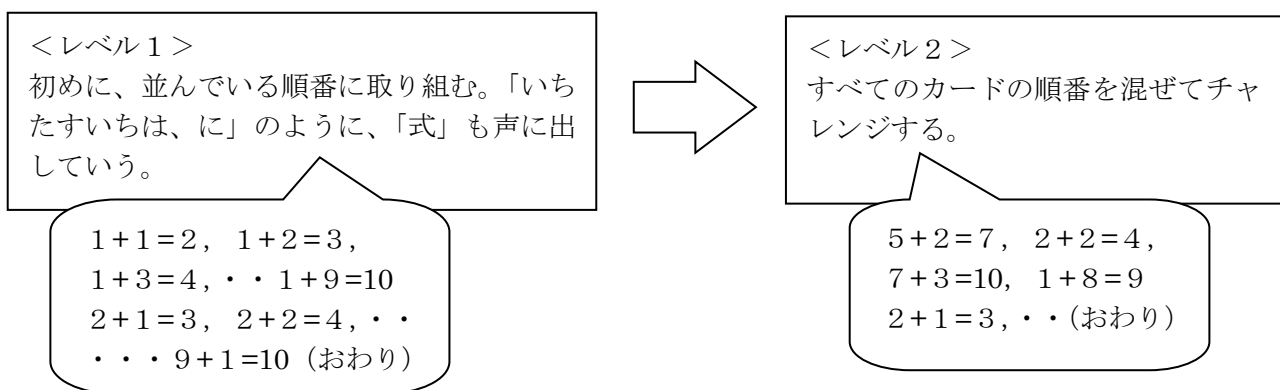 ＜レベル１＞
初めに、並んでいる順番に取り組む。「いち
たすいちは、に」のように、「式」も声に出
していう。
１+１=２，１+２=３，
１+３=４，・・１+９=10
２+１=３，２+２=４，・・
・・・９+１=10（おわり）
＜レベル２＞
すべてのカードの順番を混ぜてチャ
レンジする。
５+２=７，２+２=４，
７+３=10，１+８=９
２+１=３，・・（おわり）